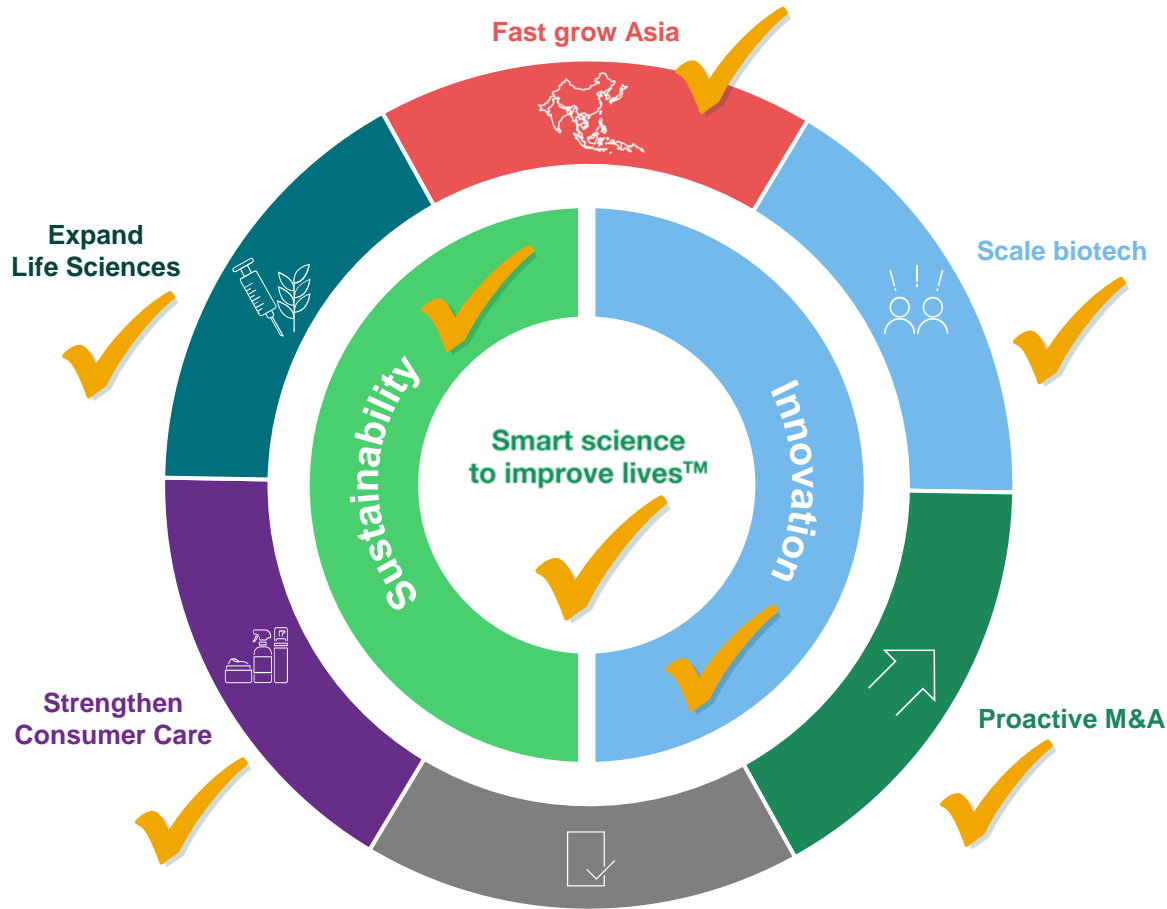 Fast grow Asia
Expand
Life Sciences
Scale biotech
Sustainability
Innovation
Smart science
to improve lives™
Strengthen
Consumer Care
Proactive M&A